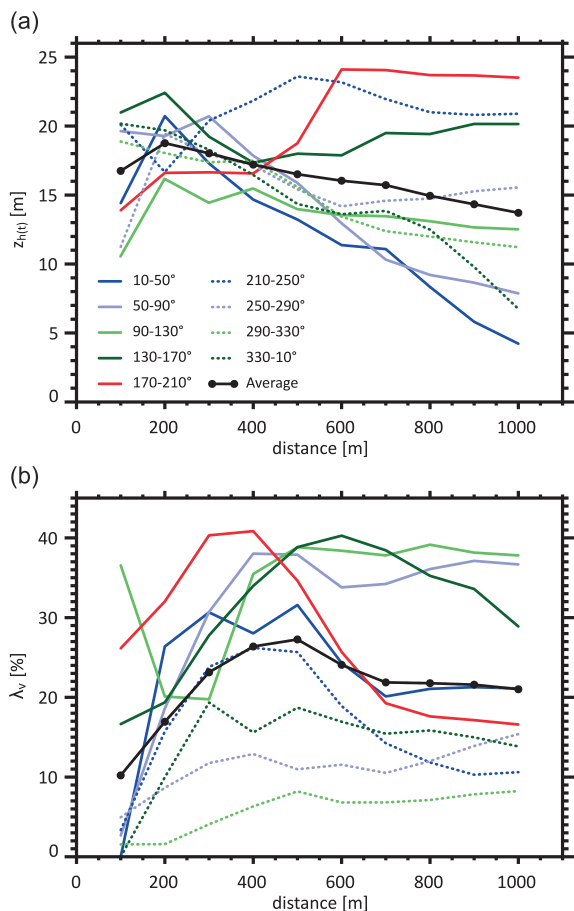 (a)
25
20
15
10
5
0
z_h(t) [m]
10-50° 210-250°
50-90° 250-290°
90-130° 290-330°
130-170° 330-10°
170-210° Average
0 200 400 600 800 1000
distance [m]
(b)
40
30
20
10
0
λ_v [%]
0 200 400 600 800 1000
distance [m]